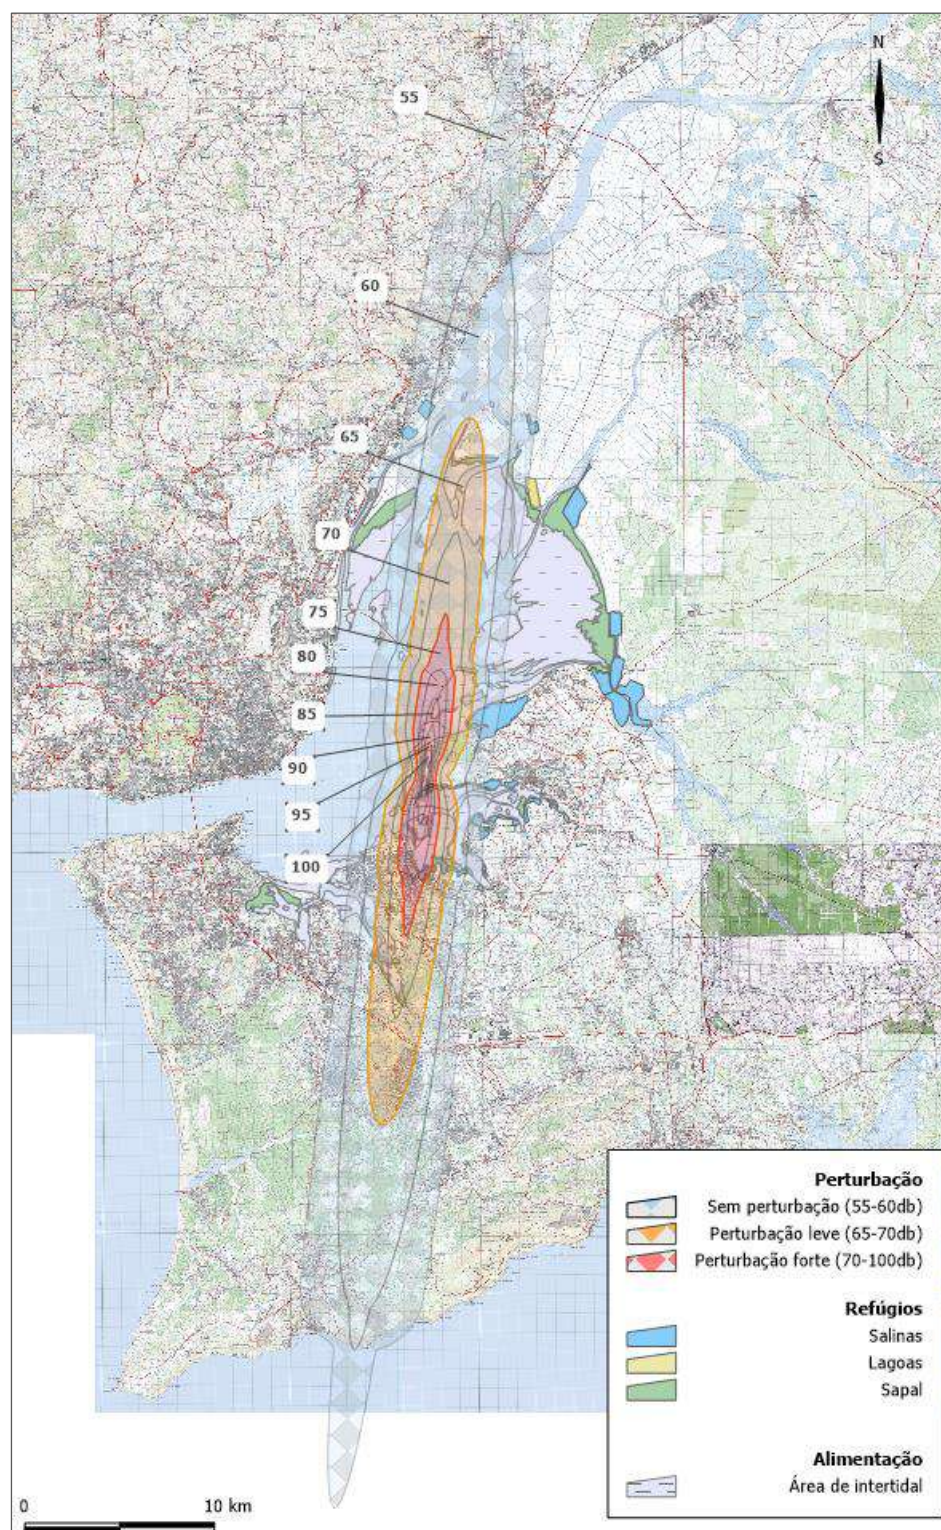 N
S
55
60
65
70
75
80
85
90
95
100
Perturbação
Sem perturbação (55-60db)
Perturbação leve (65-70db)
Perturbação forte (70-100db)
Refúgios
Salinas
Lagoas
Sapal
Alimentação
Área de intertidal
0 10 km